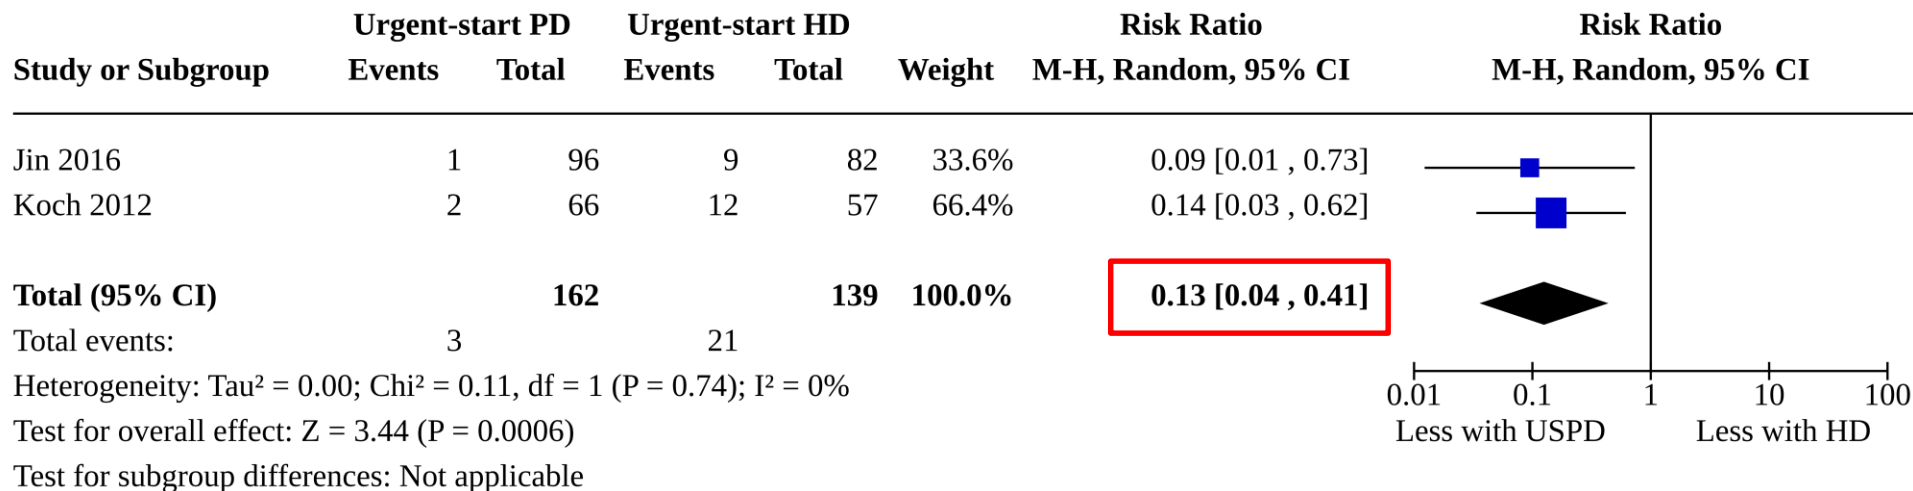 Urgent-start PD Urgent-start HD Risk Ratio Risk Ratio
Study or Subgroup Events Total Events Total Weight M-H, Random, 95% CI M-H, Random, 95% CI
Jin 2016 1 96 9 82 33.6% 0.09 [0.01 , 0.73]
Koch 2012 2 66 12 57 66.4% 0.14 [0.03 , 0.62]
Total (95% CI) 162 139 100.0% 0.13 [0.04 , 0.41]
Total events: 3 21
Heterogeneity: Tau² = 0.00; Chi² = 0.11, df = 1 (P = 0.74); I² = 0%
0.01 0.1 1 10 100
Test for overall effect: Z = 3.44 (P = 0.0006) Less with USPD Less with HD
Test for subgroup differences: Not applicable